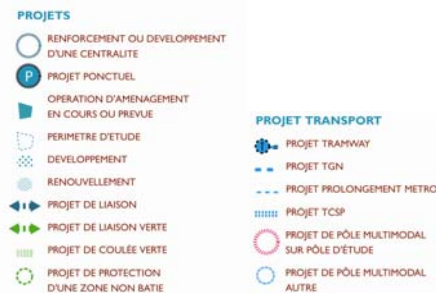 PROJETS
RENFORCEMENT OU DEVELOPPEMENT
D'UNE CENTRALITE
P
PROJET PONCTUEL
OPERATION D'AMENAGEMENT
EN COURS OU PREVUE
PERIMETRE D'ETUDE
DEVELOPPEMENT
RENOUVELLEMENT
PROJET DE LIAISON
PROJET DE LIAISON VERTE
PROJET DE COULÉE VERTE
PROJET DE PROTECTION
D'UNE ZONE NON BATIE
PROJET TRANSPORT
PROJET TRAMWAY
PROJET TGN
PROJET PROLONGEMENT METRO
PROJET TCSP
PROJET DE PÔLE MULTIMODAL
SUR PÔLE D'ÉTUDE
PROJET DE PÔLE MULTIMODAL
AUTRE